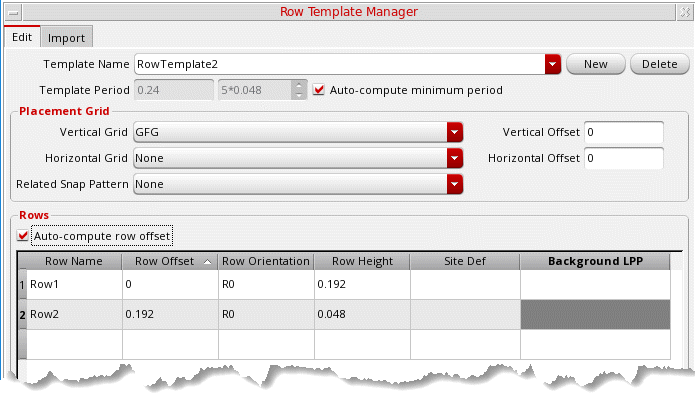 Row Template Manager
Edit Import
Template Name RowTemplate2 New Delete
Template Period 0.24 5*0.048 Auto-compute minimum period
Placement Grid
Vertical Grid GFG Vertical Offset 0
Horizontal Grid None Horizontal Offset 0
Related Snap Pattern None
Rows
Auto-compute row offset
Row Name Row Offset Row Orientation Row Height Site Def Background LPP
1 Row1 0 R0 0.192
2 Row2 0.192 R0 0.048